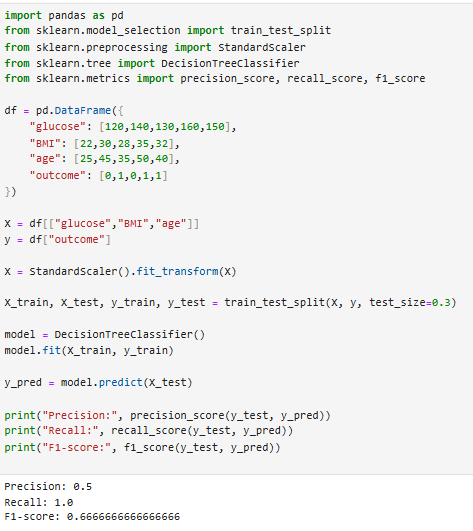 import pandas as pd
from sklearn.model_selection import train_test_split
from sklearn.preprocessing import StandardScaler
from sklearn.tree import DecisionTreeClassifier
from sklearn.metrics import precision_score, recall_score, f1_score

df = pd.DataFrame({
    "glucose": [120,140,130,160,150],
    "BMI": [22,30,28,35,32],
    "age": [25,45,35,50,40],
    "outcome": [0,1,0,1,1]
})

X = df[["glucose","BMI","age"]]
y = df["outcome"]

X = StandardScaler().fit_transform(X)

X_train, X_test, y_train, y_test = train_test_split(X, y, test_size=0.3)

model = DecisionTreeClassifier()
model.fit(X_train, y_train)

y_pred = model.predict(X_test)

print("Precision:", precision_score(y_test, y_pred))
print("Recall:", recall_score(y_test, y_pred))
print("F1-score:", f1_score(y_test, y_pred))

Precision: 0.5
Recall: 1.0
F1-score: 0.6666666666666666